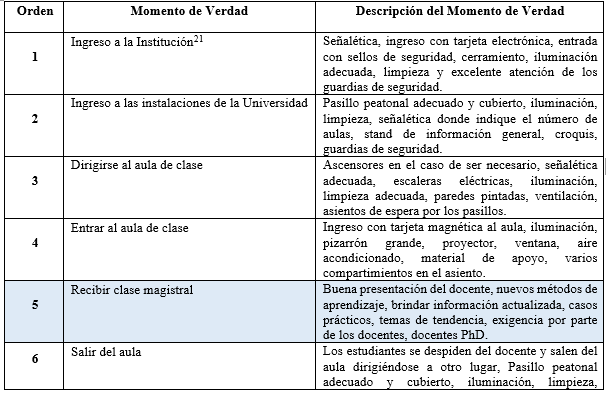 Orden Momento de Verdad Descripción del Momento de Verdad
1 Ingreso a la Institución21 Señalética, ingreso con tarjeta electrónica, entrada
con sellos de seguridad, cerramiento, iluminación
adecuada, limpieza y excelente atención de los
guardias de seguridad.
2 Ingreso a las instalaciones de la Universidad Pasillo peatonal adecuado y cubierto, iluminación,
limpieza, señalética donde indique el número de
aulas, stand de información general, croquis,
guardias de seguridad.
3 Dirigirse al aula de clase Ascensores en el caso de ser necesario, señalética
adecuada, escaleras eléctricas, iluminación,
limpieza adecuada, paredes pintadas, ventilación,
asientos de espera por los pasillos.
4 Entrar al aula de clase Ingreso con tarjeta magnética al aula, iluminación,
pizarrón grande, proyector, ventana, aire
acondicionado, material de apoyo, varios
compartimientos en el asiento.
5 Recibir clase magistral Buena presentación del docente, nuevos métodos de
aprendizaje, brindar información actualizada, casos
prácticos, temas de tendencia, exigencia por parte
de los docentes, docentes PhD.
6 Salir del aula Los estudiantes se despiden del docente y salen del
aula dirigiéndose a otro lugar, Pasillo peatonal
adecuado y cubierto, iluminación, limpieza,